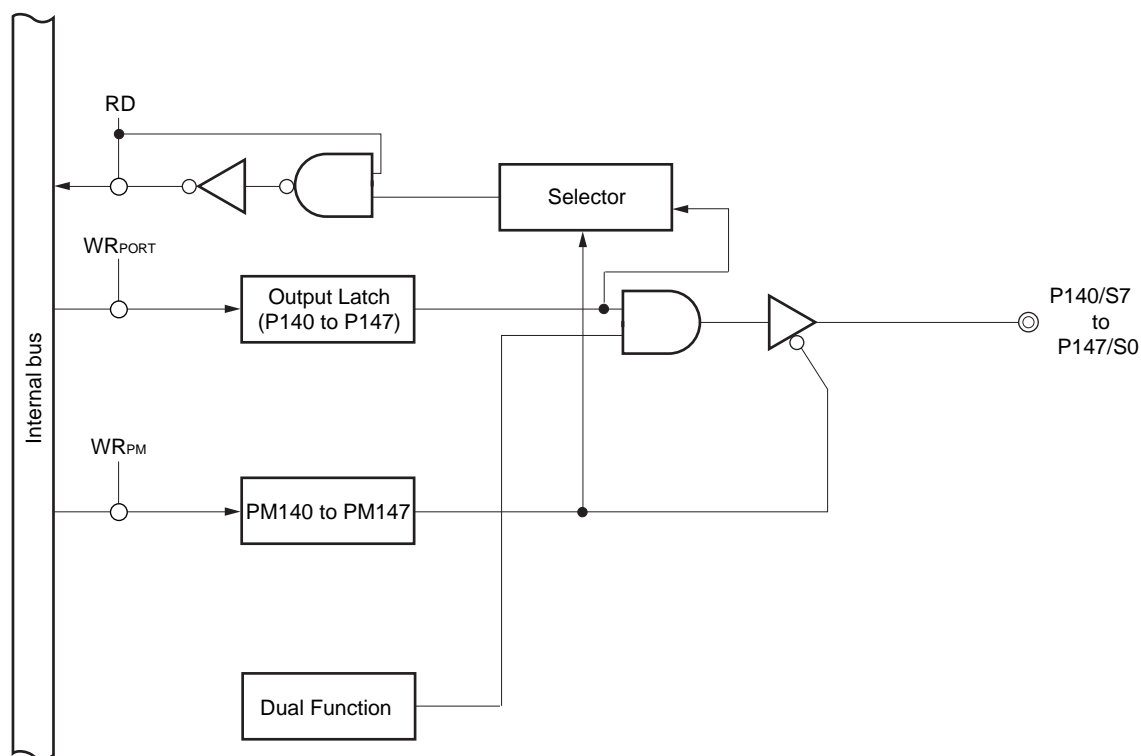 RD
Selector
WRPORT
Output Latch
(P140 to P147)
P140/S7
to
P147/S0
Internal bus
WRPM
PM140 to PM147
Dual Function